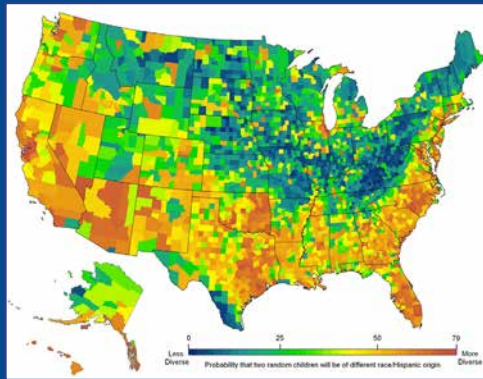 0
25
50
70
Less
Diverse
More
Diverse
Probability that two random children will be of different race/Hispanic origin